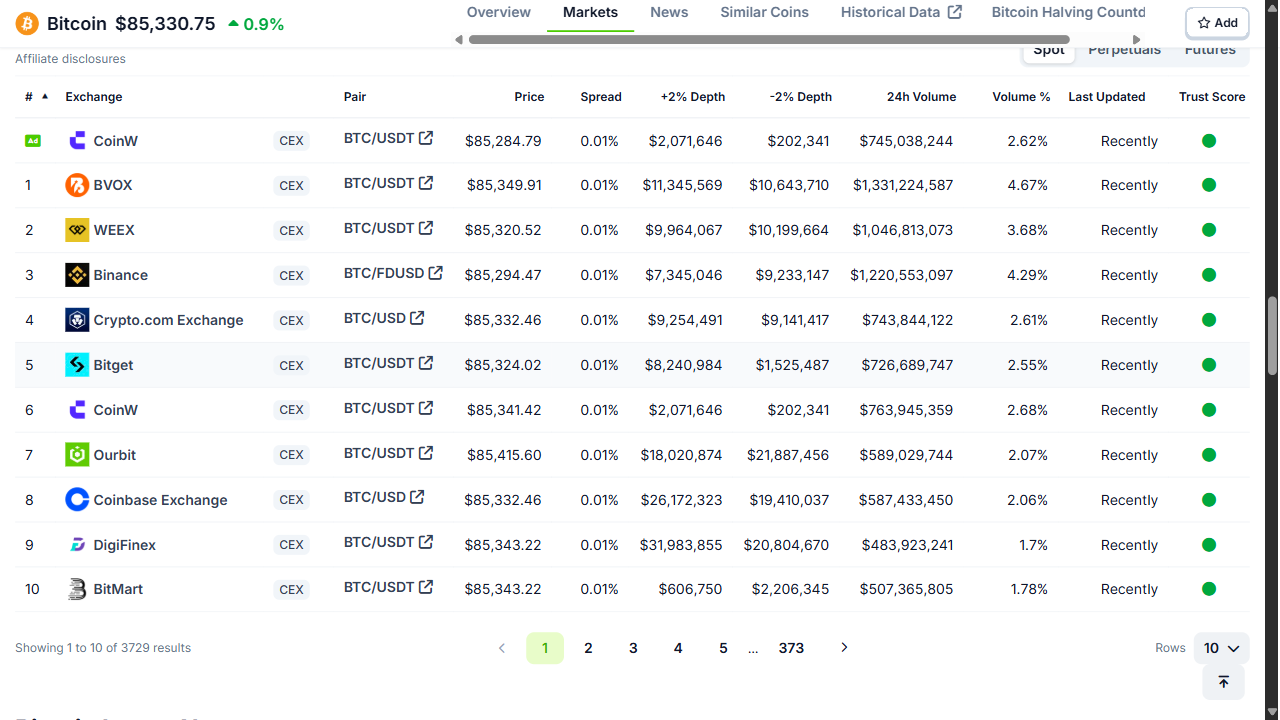 Bitcoin $85,330.75 0.9% Overview Markets News Similar Coins Historical Data Bitcoin Halving Countd Add
Affiliate disclosures Spot Perpetuals Futures
# Exchange Pair Price Spread +2% Depth -2% Depth 24h Volume Volume % Last Updated Trust Score
Ad CoinW CEX BTC/USDT $85,284.79 0.01% $2,071,646 $202,341 $745,038,244 2.62% Recently
1 BVOX CEX BTC/USDT $85,349.91 0.01% $11,345,569 $10,643,710 $1,331,224,587 4.67% Recently
2 WEEX CEX BTC/USDT $85,320.52 0.01% $9,964,067 $10,199,664 $1,046,813,073 3.68% Recently
3 Binance CEX BTC/FDUSD $85,294.47 0.01% $7,345,046 $9,233,147 $1,220,553,097 4.29% Recently
4 Crypto.com Exchange CEX BTC/USD $85,332.46 0.01% $9,254,491 $9,141,417 $743,844,122 2.61% Recently
5 Bitget CEX BTC/USDT $85,324.02 0.01% $8,240,984 $1,525,487 $726,689,747 2.55% Recently
6 CoinW CEX BTC/USDT $85,341.42 0.01% $2,071,646 $202,341 $763,945,359 2.68% Recently
7 Ourbit CEX BTC/USDT $85,415.60 0.01% $18,020,874 $21,887,456 $589,029,744 2.07% Recently
8 Coinbase Exchange CEX BTC/USD $85,332.46 0.01% $26,172,323 $19,410,037 $587,433,450 2.06% Recently
9 DigiFinex CEX BTC/USDT $85,343.22 0.01% $31,983,855 $20,804,670 $483,923,241 1.7% Recently
10 BitMart CEX BTC/USDT $85,343.22 0.01% $606,750 $2,206,345 $507,365,805 1.78% Recently
Showing 1 to 10 of 3729 results 1 2 3 4 5 ... 373 Rows 10